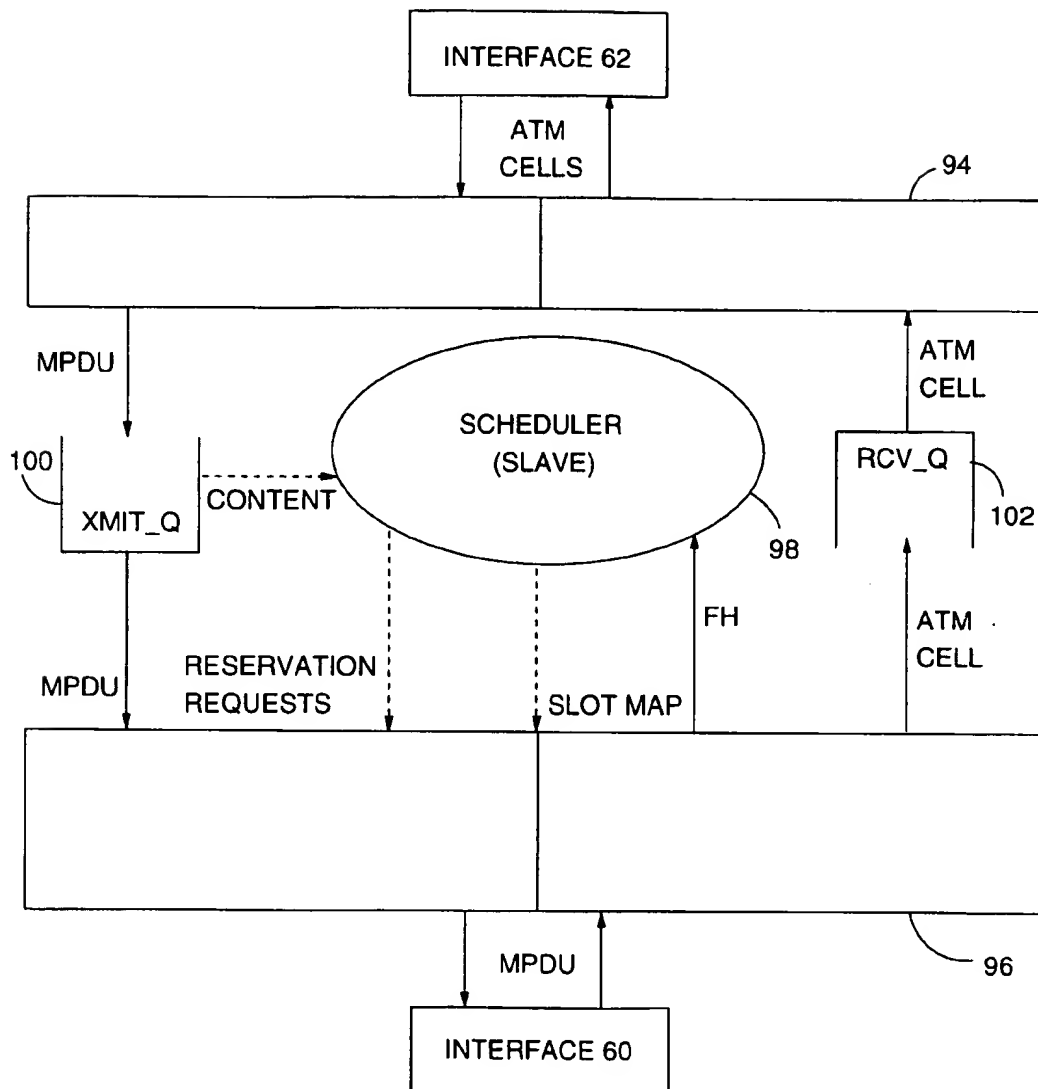 INTERFACE 62
ATM
CELLS
94
MPDU
ATM
CELL
SCHEDULER
(SLAVE)
100
XMIT_Q
CONTENT
RCV_Q
102
98
FH
ATM
CELL
MPDU
RESERVATION
REQUESTS
SLOT MAP
MPDU
96
INTERFACE 60